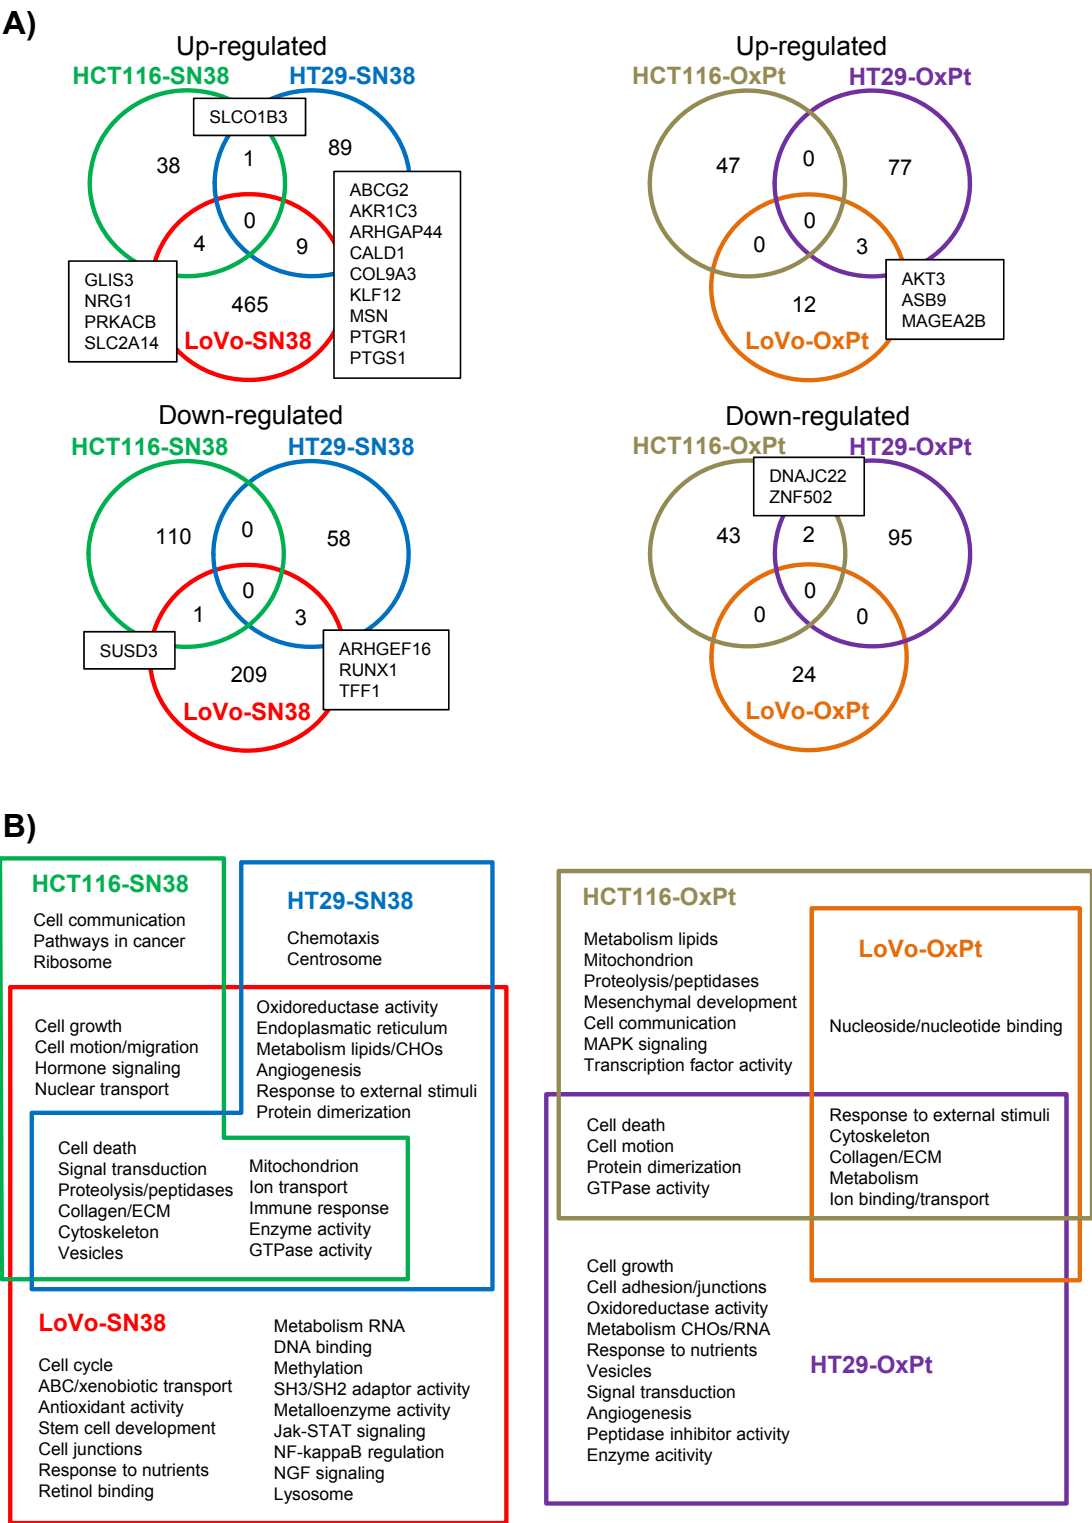 A)
Up-regulated
HCT116-SN38
HT29-SN38
SLCO1B3
38
1
89
0
4
9
465
LoVo-SN38
GLIS3
NRG1
PRKACB
SLC2A14
ABCG2
AKR1C3
ARHGAP44
CALD1
COL9A3
KLF12
MSN
PTGR1
PTGS1
Up-regulated
HCT116-OxPt
HT29-OxPt
47
0
77
0
0
3
12
LoVo-OxPt
AKT3
ASB9
MAGEA2B
Down-regulated
HCT116-SN38
HT29-SN38
110
0
58
0
1
3
209
LoVo-SN38
SUSD3
ARHGEF16
RUNX1
TFF1
Down-regulated
HCT116-OxPt
HT29-OxPt
DNAJC22
ZNF502
43
2
95
0
0
0
24
LoVo-OxPt
B)
HCT116-SN38
Cell communication
Pathways in cancer
Ribosome
HT29-SN38
Chemotaxis
Centrosome
Cell growth
Cell motion/migration
Hormone signaling
Nuclear transport
Oxidoreductase activity
Endoplasmatic reticulum
Metabolism lipids/CHOs
Angiogenesis
Response to external stimuli
Protein dimerization
Cell death
Signal transduction
Proteolysis/peptidases
Collagen/ECM
Cytoskeleton
Vesicles
Mitochondrion
Ion transport
Immune response
Enzyme activity
GTPase activity
LoVo-SN38
Cell cycle
ABC/xenobiotic transport
Antioxidant activity
Stem cell development
Cell junctions
Response to nutrients
Retinol binding
Metabolism RNA
DNA binding
Methylation
SH3/SH2 adaptor activity
Metalloenzyme activity
Jak-STAT signaling
NF-kappaB regulation
NGF signaling
Lysosome
HCT116-OxPt
Metabolism lipids
Mitochondrion
Proteolysis/peptidases
Mesenchymal development
Cell communication
MAPK signaling
Transcription factor activity
LoVo-OxPt
Nucleoside/nucleotide binding
Cell death
Cell motion
Protein dimerization
GTPase activity
Response to external stimuli
Cytoskeleton
Collagen/ECM
Metabolism
Ion binding/transport
Cell growth
Cell adhesion/junctions
Oxidoreductase activity
Metabolism CHOs/RNA
Response to nutrients
Vesicles
Signal transduction
Angiogenesis
Peptidase inhibitor activity
Enzyme acitivity
HT29-OxPt